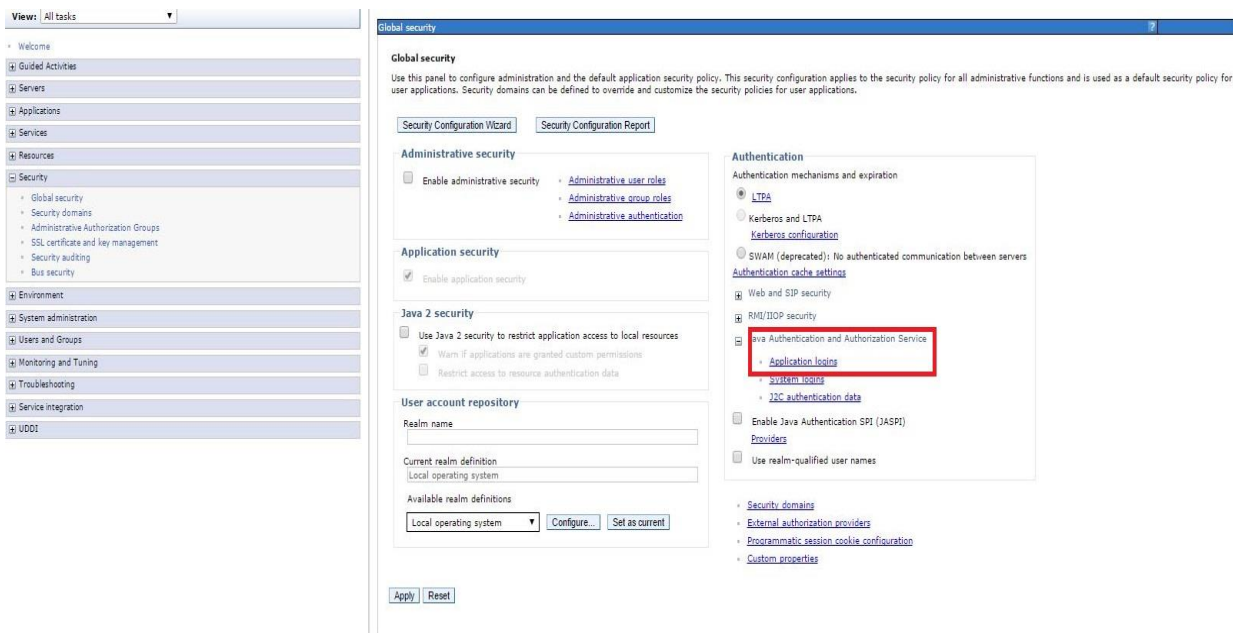 View: All tasks
Welcome
Guided Activities
Servers
Applications
Services
Resources
Security
Global security
Security domains
Administrative Authorization Groups
SSL certificate and key management
Security auditing
Bus security
Environment
System administration
Users and Groups
Monitoring and Tuning
Troubleshooting
Service integration
UDDI
Global security
?
Global security
Use this panel to configure administration and the default application security policy. This security configuration applies to the security policy for all administrative functions and is used as a default security policy for
user applications. Security domains can be defined to override and customize the security policies for user applications.
Security Configuration Wizard Security Configuration Report
Administrative security
Enable administrative security
Administrative user roles
Administrative group roles
Administrative authentication
Application security
Enable application security
Java 2 security
Use Java 2 security to restrict application access to local resources
Warn if applications are granted custom permissions
Restrict access to resource authentication data
User account repository
Realm name
Current realm definition
Local operating system
Available realm definitions
Local operating system Configure... Set as current
Authentication
Authentication mechanisms and expiration
LTPA
Kerberos and LTPA
Kerberos configuration
SWAM (deprecated): No authenticated communication between servers
Authentication cache settings
Web and SIP security
RMI/IIOP security
ava Authentication and Authorization Service
Application logins
System logins
J2C authentication data
Enable Java Authentication SPI (JASPI)
Providers
Use realm-qualified user names
Security domains
External authorization providers
Programmatic session cookie configuration
Custom properties
Apply Reset